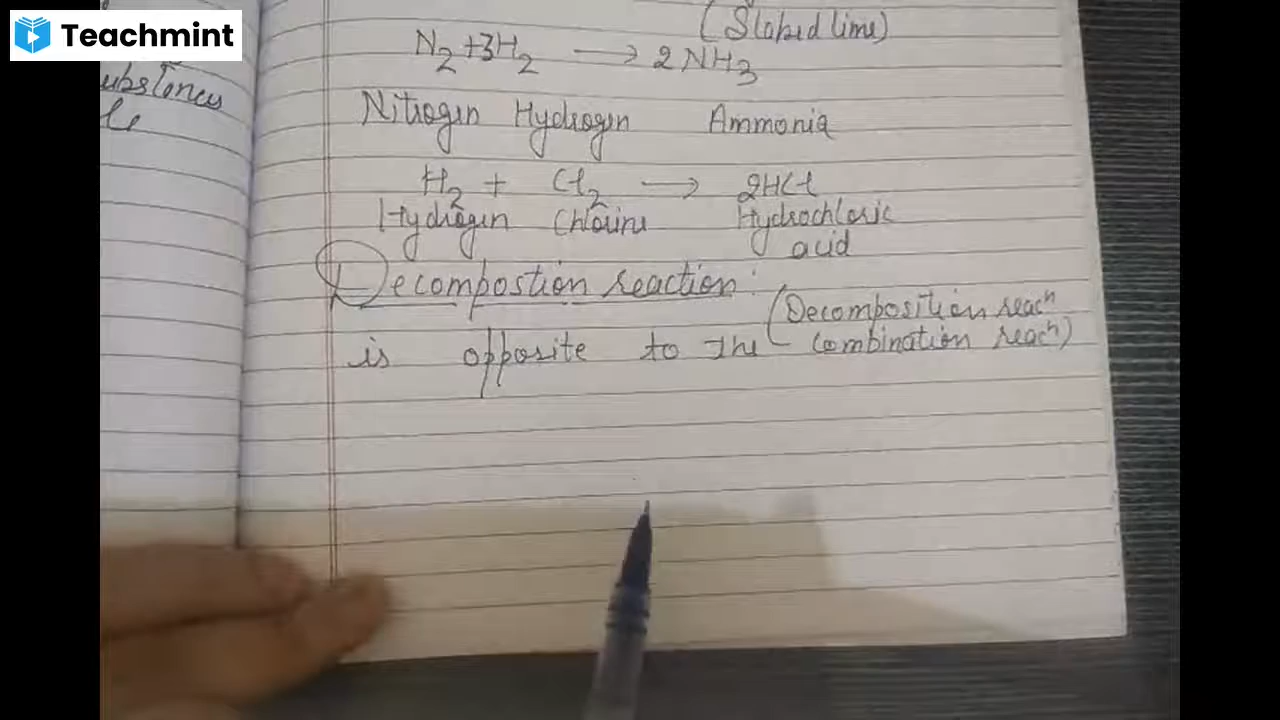 Teachmint
ubstances
(Slaked lime)
N2 + 3H2 → 2NH3
Nitrogen Hydrogen Ammonia
H2 + Cl2 → 2HCl
Hydrogen Chlorine Hydrochloric
acid
Decompostion reaction:
(Decomposition reacⁿ
is opposite to the combination reacⁿ)